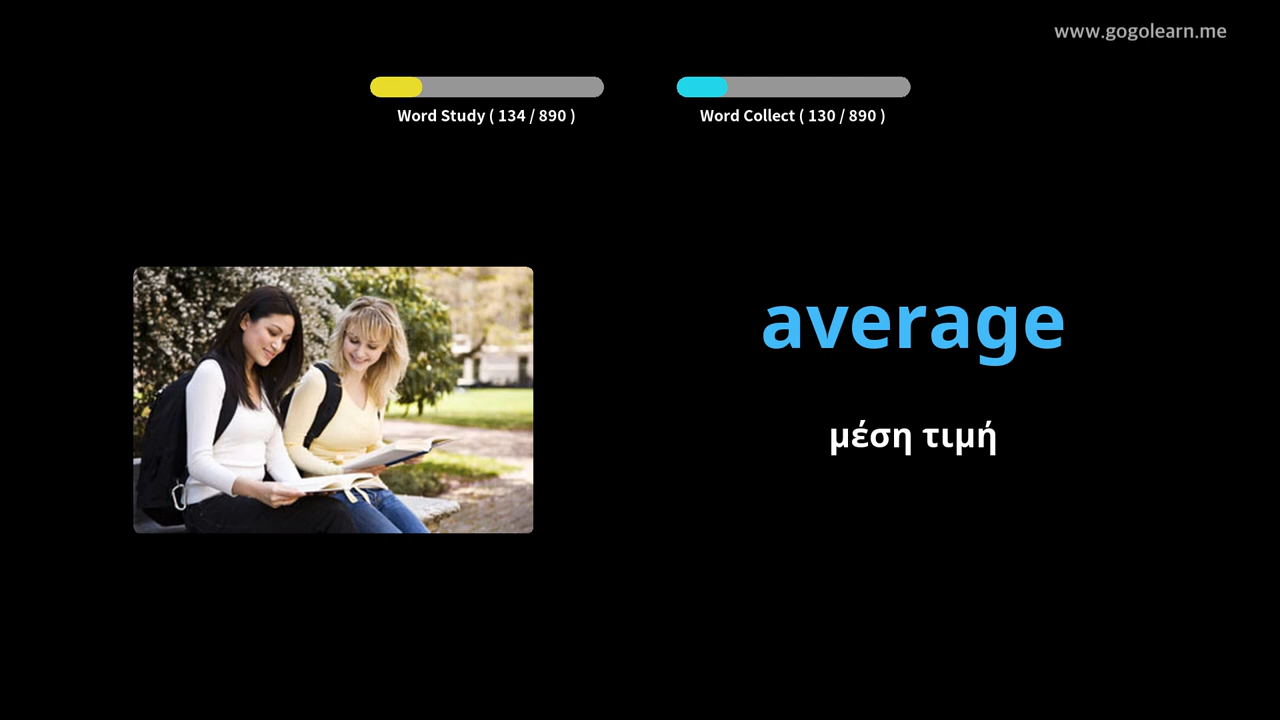 www.gogolearn.me
Word Study ( 134 / 890 )
Word Collect ( 130 / 890 )
average
μέση τιμή